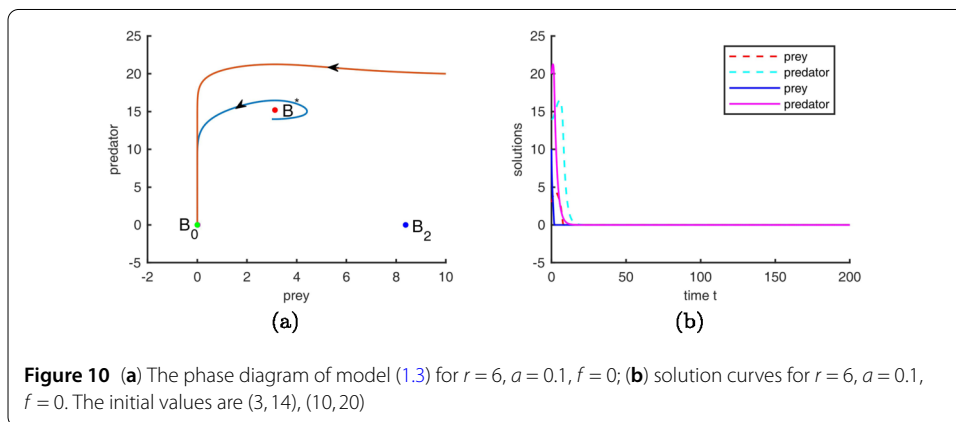 25
20
15
10
5
0
-5
predator
B*
B0
B2
-2
0
2
4
6
8
10
prey
(a)
25
20
15
10
5
0
-5
solutions
prey
predator
prey
predator
0
50
100
150
200
time t
(b)
Figure 10 (a) The phase diagram of model (1.3) for r = 6, a = 0.1, f = 0; (b) solution curves for r = 6, a = 0.1,
f = 0. The initial values are (3, 14), (10, 20)